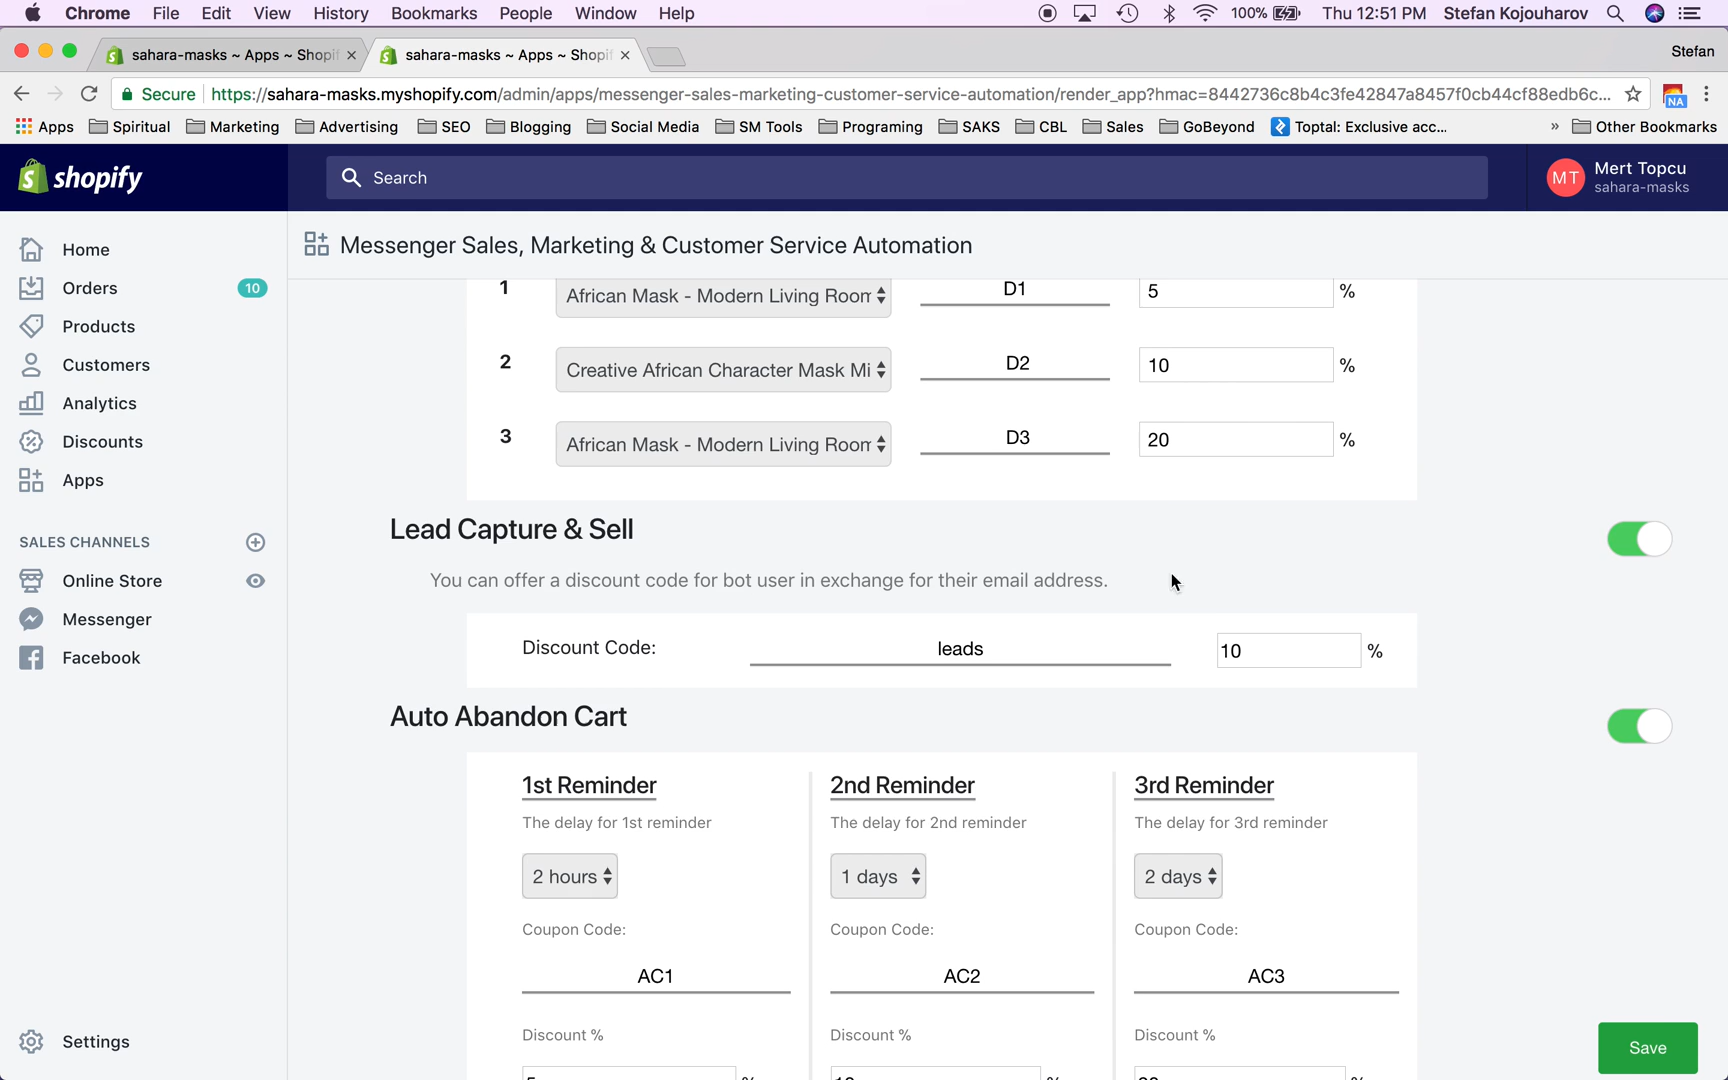 Chrome File Edit View History Bookmarks People Window Help 100% Thu 12:51 PM Stefan Kojouharov
sahara-masks ~ Apps ~ Shopif sahara-masks ~ Apps ~ Shopif Stefan
Secure https://sahara-masks.myshopify.com/admin/apps/messenger-sales-marketing-customer-service-automation/render_app?hmac=8442736c8b4c3fe42847a8457f0cb44cf88edb6c...
NA
Apps Spiritual Marketing Advertising SEO Blogging Social Media SM Tools Programing SAKS CBL Sales GoBeyond Toptal: Exclusive acc... » Other Bookmarks
shopify
Search
MT
Mert Topcu
sahara-masks
Home
Orders 10
Products
Customers
Analytics
Discounts
Apps
SALES CHANNELS
Online Store
Messenger
Facebook
Settings
Messenger Sales, Marketing & Customer Service Automation
1 African Mask - Modern Living Room D1 5 %
2 Creative African Character Mask Mi D2 10 %
3 African Mask - Modern Living Room D3 20 %
Lead Capture & Sell
You can offer a discount code for bot user in exchange for their email address.
Discount Code: leads 10 %
Auto Abandon Cart
1st Reminder 2nd Reminder 3rd Reminder
The delay for 1st reminder The delay for 2nd reminder The delay for 3rd reminder
2 hours 1 days 2 days
Coupon Code: Coupon Code: Coupon Code:
AC1 AC2 AC3
Discount % Discount % Discount %
Save